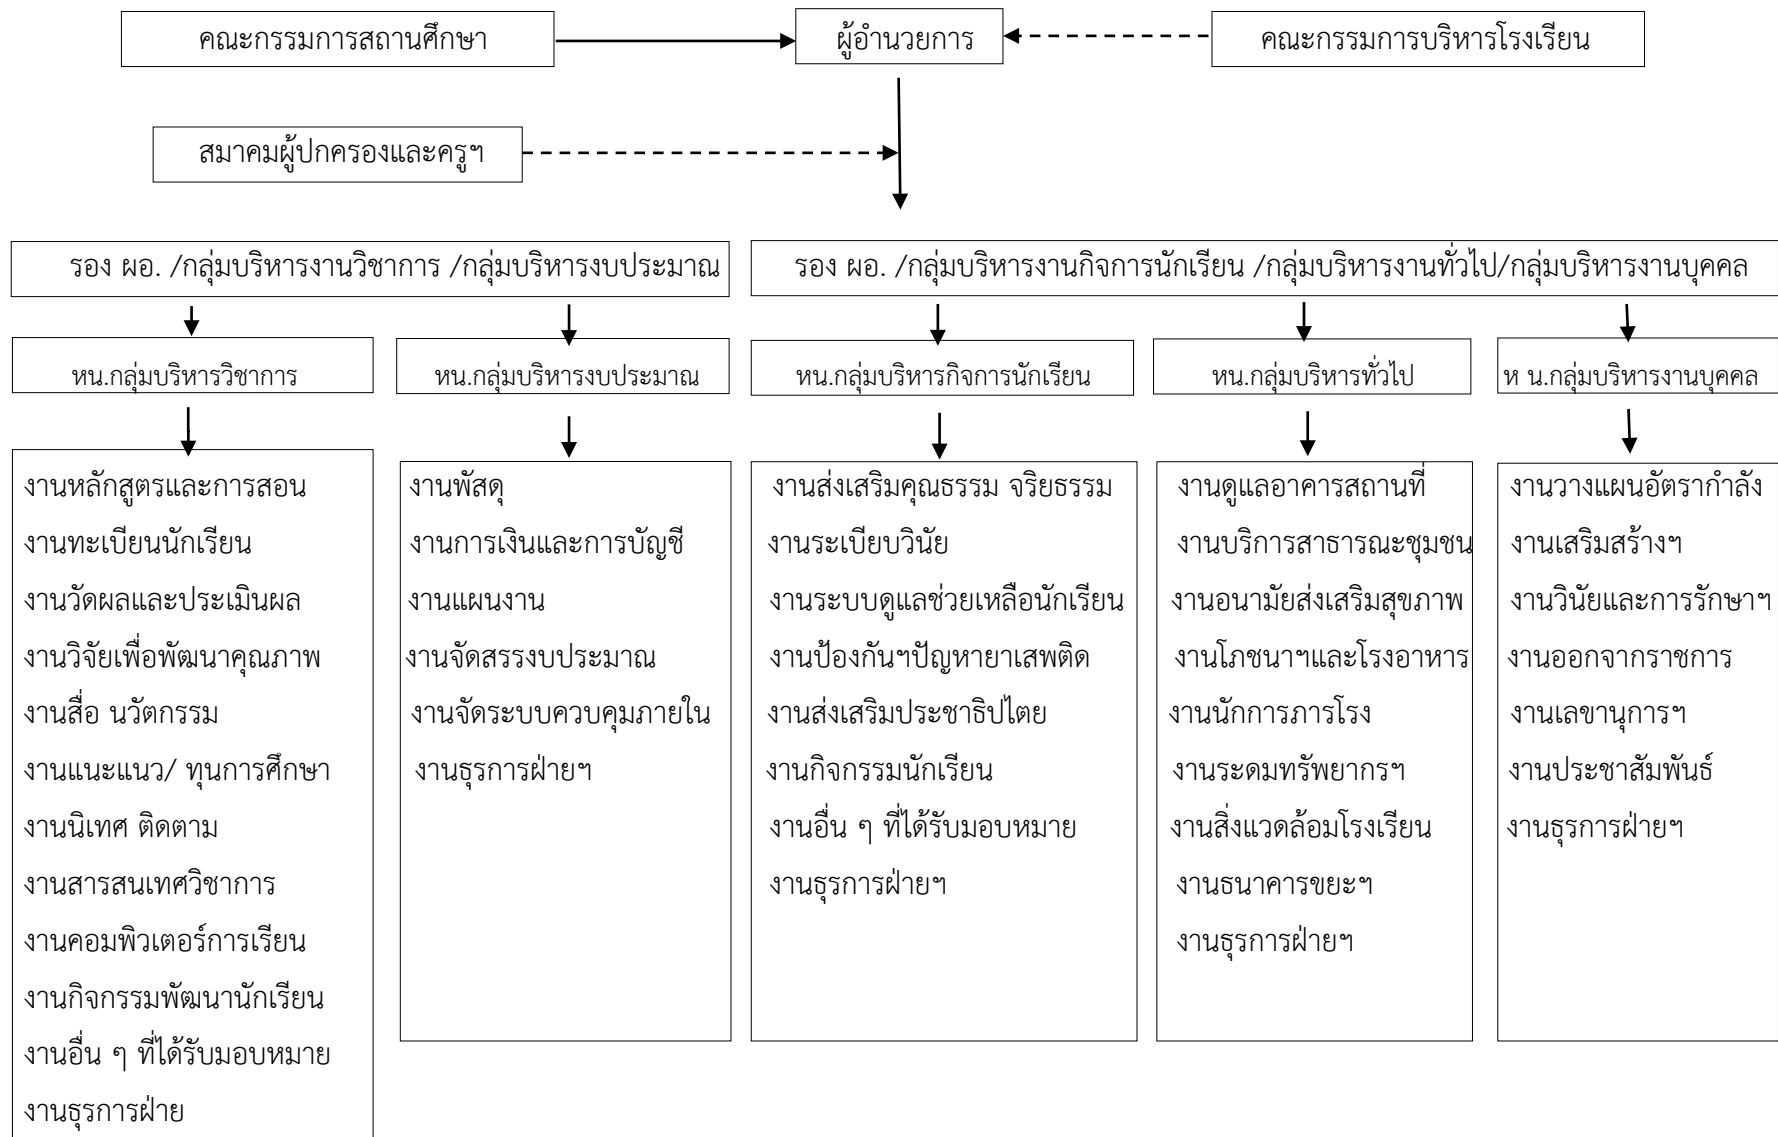 คณะกรรมการสถานศึกษา
ผู้อำนวยการ
คณะกรรมการบริหารโรงเรียน
สมาคมผู้ปกครองและครูฯ
รอง ผอ. /กลุ่มบริหารงานวิชาการ /กลุ่มบริหารงบประมาณ
รอง ผอ. /กลุ่มบริหารงานกิจการนักเรียน /กลุ่มบริหารงานทั่วไป/กลุ่มบริหารงานบุคคล
หน.กลุ่มบริหารวิชาการ
หน.กลุ่มบริหารงบประมาณ
หน.กลุ่มบริหารกิจการนักเรียน
หน.กลุ่มบริหารทั่วไป
ห น.กลุ่มบริหารงานบุคคล
งานหลักสูตรและการสอน
งานทะเบียนนักเรียน
งานวัดผลและประเมินผล
งานวิจัยเพื่อพัฒนาคุณภาพ
งานสื่อ นวัตกรรม
งานแนะแนว/ ทุนการศึกษา
งานนิเทศ ติดตาม
งานสารสนเทศวิชาการ
งานคอมพิวเตอร์การเรียน
งานกิจกรรมพัฒนานักเรียน
งานอื่น ๆ ที่ได้รับมอบหมาย
งานธุรการฝ่าย
งานพัสดุ
งานการเงินและการบัญชี
งานแผนงาน
งานจัดสรรงบประมาณ
งานจัดระบบควบคุมภายใน
งานธุรการฝ่ายฯ
งานส่งเสริมคุณธรรม จริยธรรม
งานระเบียบวินัย
งานระบบดูแลช่วยเหลือนักเรียน
งานป้องกันฯปัญหายาเสพติด
งานส่งเสริมประชาธิปไตย
งานกิจกรรมนักเรียน
งานอื่น ๆ ที่ได้รับมอบหมาย
งานธุรการฝ่ายฯ
งานดูแลอาคารสถานที่
งานบริการสาธารณะชุมชน
งานอนามัยส่งเสริมสุขภาพ
งานโภชนาฯและโรงอาหาร
งานนักการภารโรง
งานระดมทรัพยากรฯ
งานสิ่งแวดล้อมโรงเรียน
งานธนาคารขยะฯ
งานธุรการฝ่ายฯ
งานวางแผนอัตรากำลัง
งานเสริมสร้างฯ
งานวินัยและการรักษาฯ
งานออกจากราชการ
งานเลขานุการฯ
งานประชาสัมพันธ์
งานธุรการฝ่ายฯ